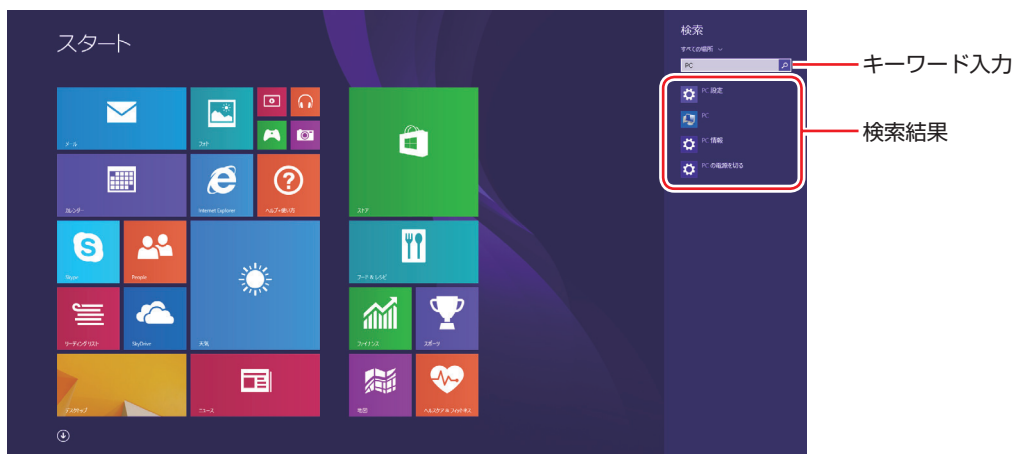 スタート
メール
フォト
カレンダー
Internet Explorer
ヘルプ+使い方
ストア
Skype
People
フード & レシピ
リーディングリスト
SkyDrive
天気
ファイナンス
スポーツ
デスクトップ
ニュース
地図
ヘルスケア & フィットネス
検索
すべての場所
PC
PC 設定
PC
PC 情報
PC の電源を切る
キーワード入力
検索結果